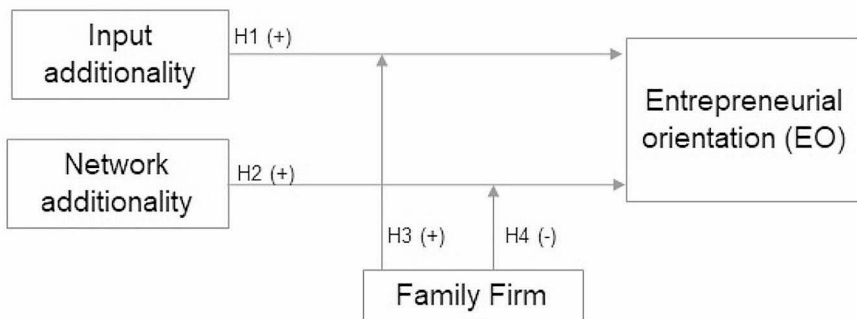 Input
additionality
H1 (+)
Network
additionality
H2 (+)
Entrepreneurial
orientation (EO)
H3 (+)
H4 (-)
Family Firm